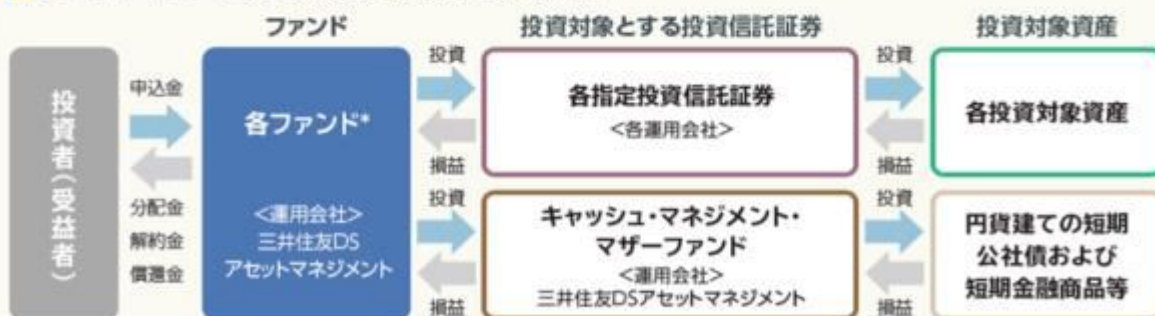 ファンド
投資対象とする投資信託証券
投資対象資産
投資者(受益者)
申込金
分配金
解約金
償還金
各ファンド*
<運用会社>
三井住友DS
アセットマネジメント
投資
損益
各指定投資信託証券
<各運用会社>
投資
損益
各投資対象資産
投資
損益
キャッシュ・マネジメント・
マザーファンド
<運用会社>
三井住友DSアセットマネジメント
投資
損益
円貨建ての短期
公社債および
短期金融商品等